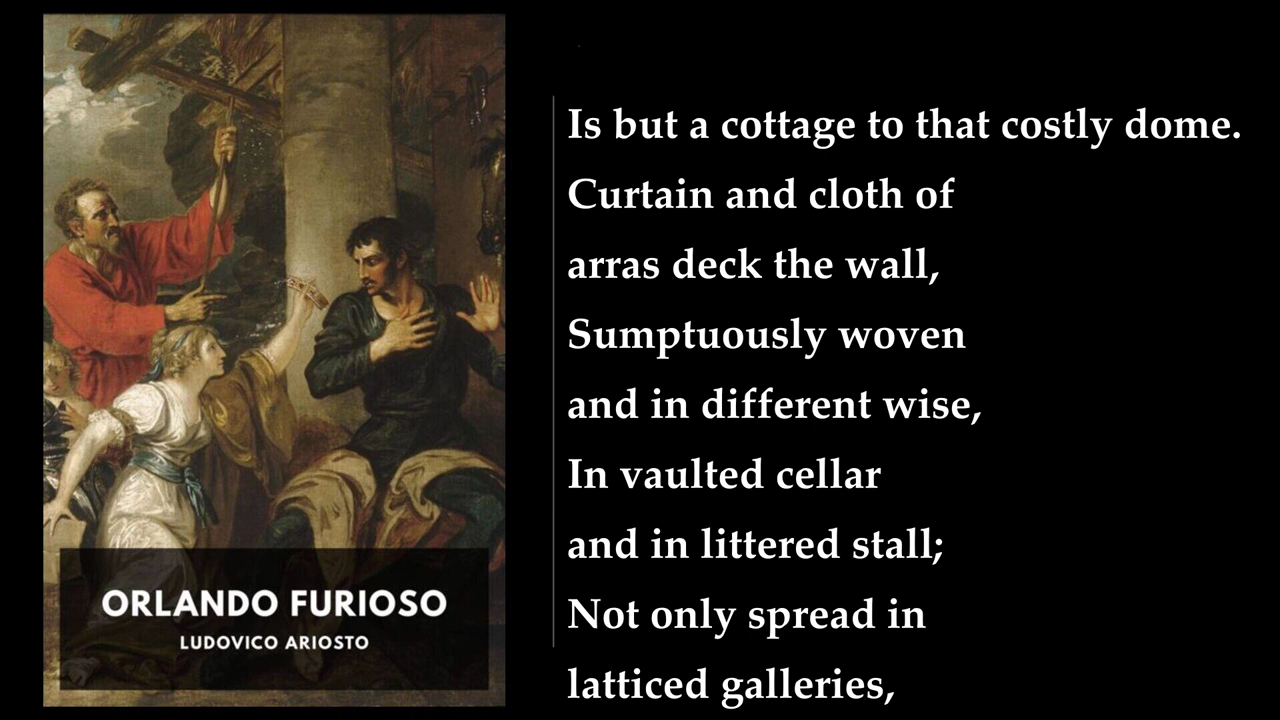 ORLANDO FURIOSO
LUDOVICO ARIOSTO
Is but a cottage to that costly dome.
Curtain and cloth of
arras deck the wall,
Sumptuously woven
and in different wise,
In vaulted cellar
and in littered stall;
Not only spread in
latticed galleries,